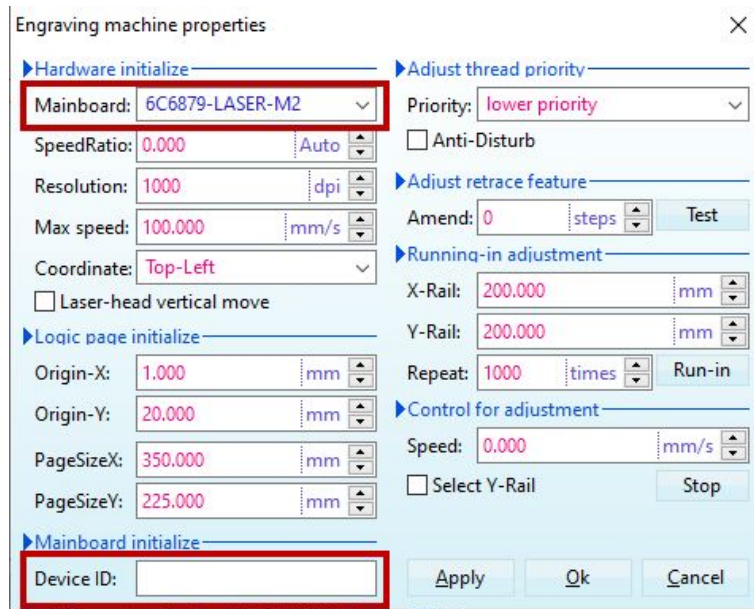 Engraving machine properties
Hardware initialize
Mainboard: 6C6879-LASER-M2
SpeedRatio: 0.000 Auto
Resolution: 1000 dpi
Max speed: 100.000 mm/s
Coordinate: Top-Left
Laser-head vertical move
Logic page initialize
Origin-X: 1.000 mm
Origin-Y: 20.000 mm
PageSizeX: 350.000 mm
PageSizeY: 225.000 mm
Mainboard initialize
Device ID:
Adjust thread priority
Priority: lower priority
Anti-Disturb
Adjust retrace feature
Amend: 0 steps Test
Running-in adjustment
X-Rail: 200.000 mm
Y-Rail: 200.000 mm
Repeat: 1000 times Run-in
Control for adjustment
Speed: 0.000 mm/s
Select Y-Rail Stop
Apply Ok Cancel